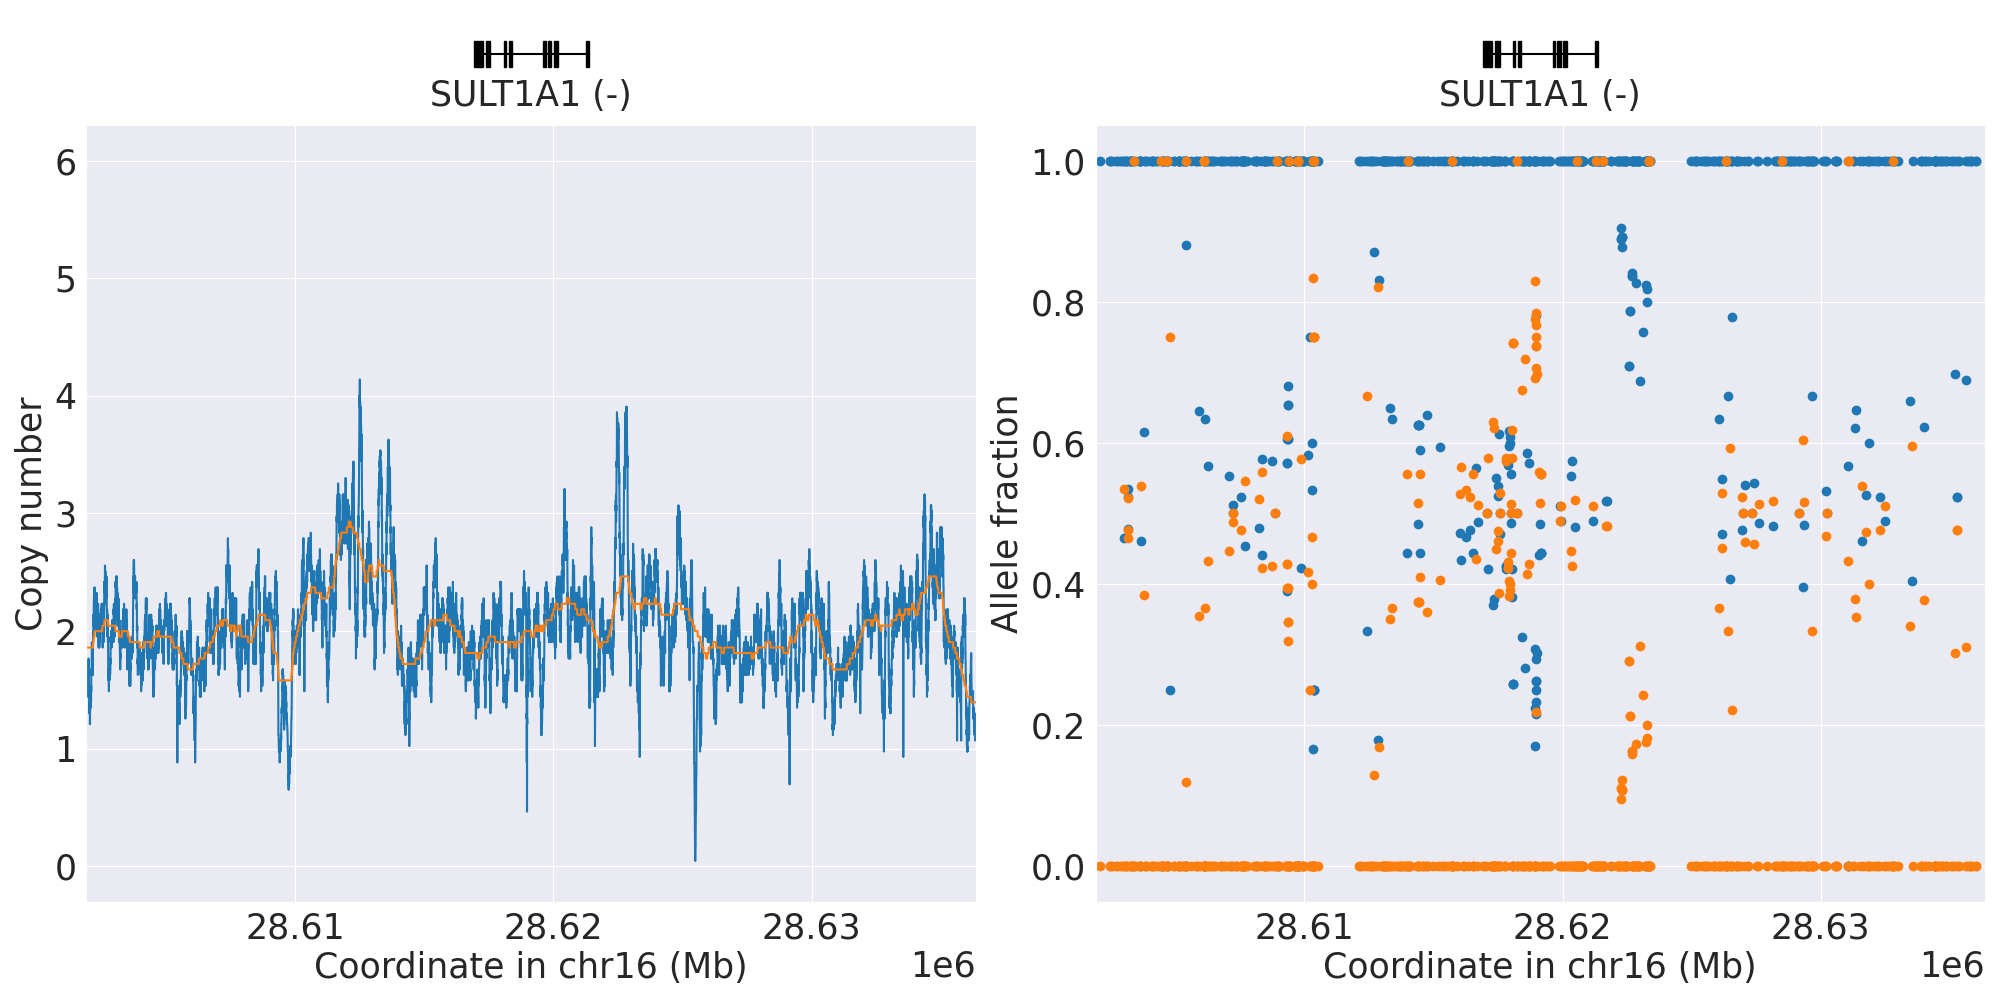 SULT1A1 (-)
Copy number
6
5
4
3
2
1
0
28.61 28.62 28.63
Coordinate in chr16 (Mb) 1e6
SULT1A1 (-)
Allele fraction
1.0
0.8
0.6
0.4
0.2
0.0
28.61 28.62 28.63
Coordinate in chr16 (Mb) 1e6